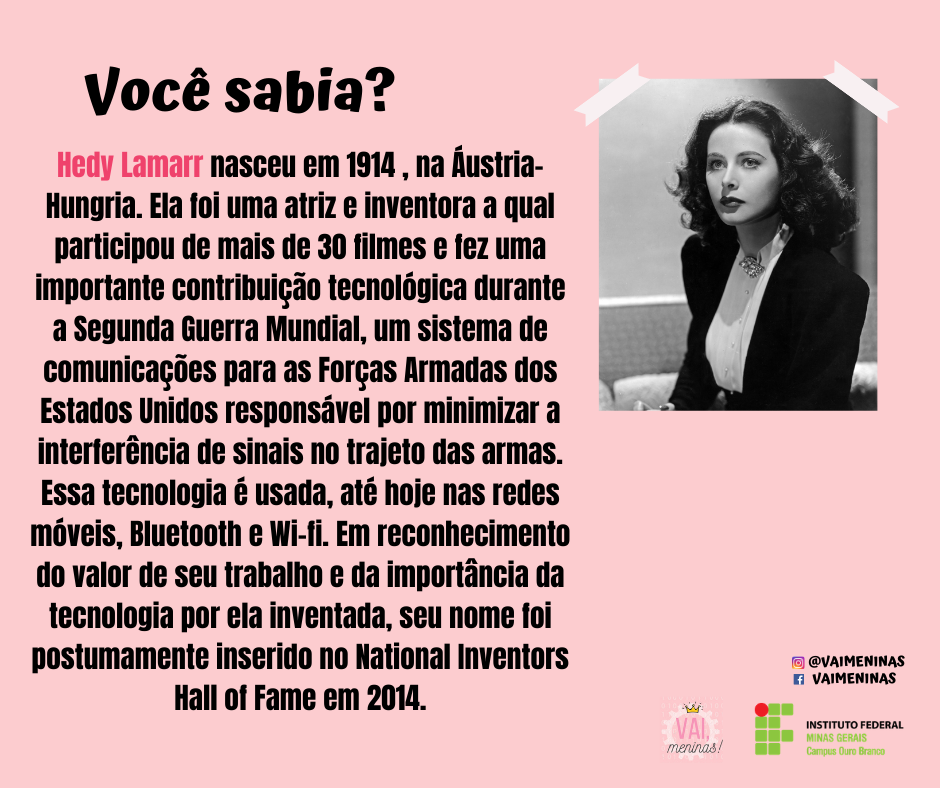 Você sabia?
Hedy Lamarr nasceu em 1914 , na Áustria-
Hungria. Ela foi uma atriz e inventora a qual
participou de mais de 30 filmes e fez uma
importante contribuição tecnológica durante
a Segunda Guerra Mundial, um sistema de
comunicações para as Forças Armadas dos
Estados Unidos responsável por minimizar a
interferência de sinais no trajeto das armas.
Essa tecnologia é usada, até hoje nas redes
móveis, Bluetooth e Wi-fi. Em reconhecimento
do valor de seu trabalho e da importância da
tecnologia por ela inventada, seu nome foi
postumamente inserido no National Inventors
Hall of Fame em 2014.
@VAIMENINAS
VAIMENINAS
VAI,
meninas!
INSTITUTO FEDERAL
MINAS GERAIS
Campus Ouro Branco